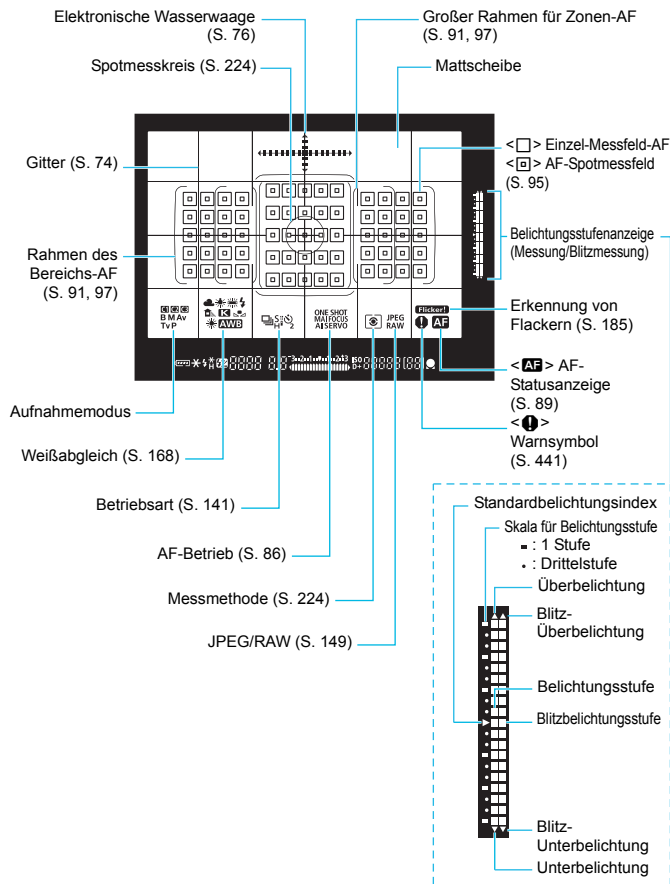 Elektronische Wasserwaage
(S. 76)
Großer Rahmen für Zonen-AF
(S. 91, 97)
Spotmesskreis (S. 224)
Mattscheibe
Gitter (S. 74)
<□> Einzel-Messfeld-AF
<⊡> AF-Spotmessfeld
(S. 95)
Belichtungsstufenanzeige
(Messung/Blitzmessung)
Rahmen des
Bereichs-AF
(S. 91, 97)
B M Av
Tv P
K
AWB
S
H 2
ONE SHOT
MAI FOCUS
AI SERVO
JPEG
RAW
Flicker!
AF
Erkennung von
Flackern (S. 185)
<AF> AF-
Statusanzeige
(S. 89)
<!>
Warnsymbol
(S. 441)
Aufnahmemodus
Weißabgleich (S. 168)
Betriebsart (S. 141)
AF-Betrieb (S. 86)
Messmethode (S. 224)
JPEG/RAW (S. 149)
Standardbelichtungsindex
Skala für Belichtungsstufe
: 1 Stufe
: Drittelstufe
Überbelichtung
Blitz-
Überbelichtung
Belichtungsstufe
Blitzbelichtungsstufe
Blitz-
Unterbelichtung
Unterbelichtung